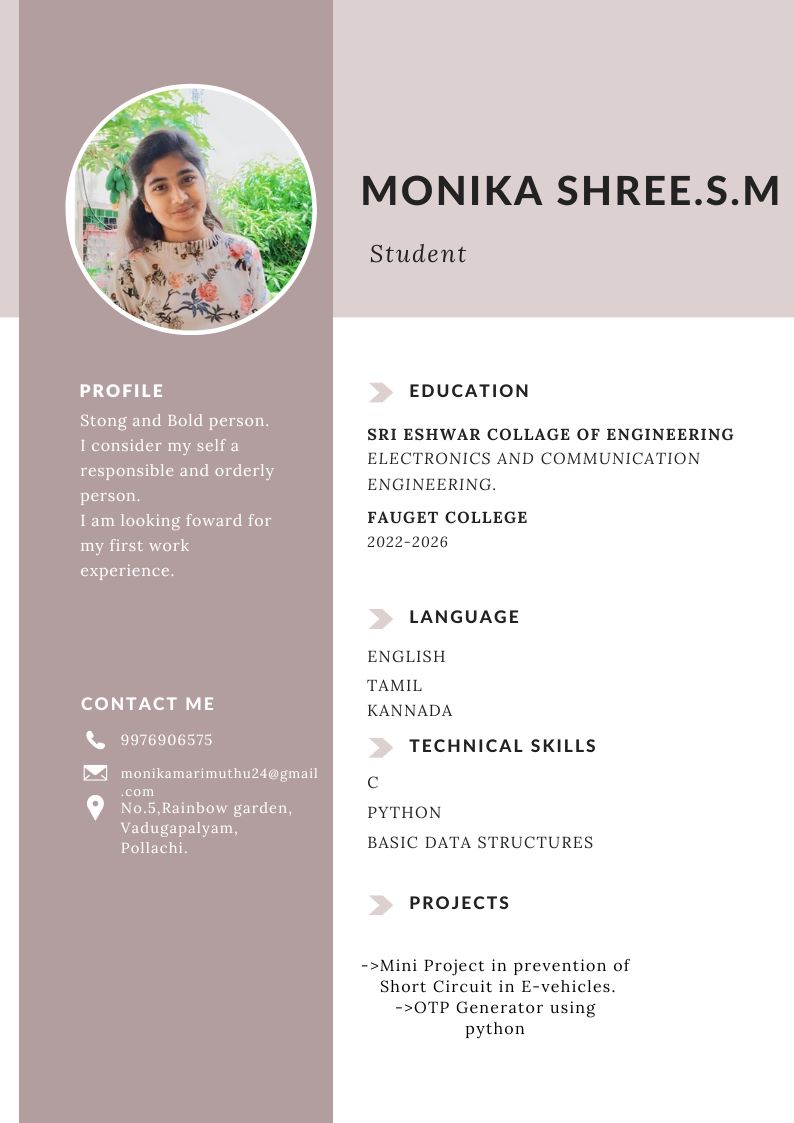 MONIKA SHREE.S.M
Student
PROFILE
Stong and Bold person.
I consider my self a
responsible and orderly
person.
I am looking foward for
my first work
experience.
CONTACT ME
9976906575
monikamarimuthu24@gmail
.com
No.5,Rainbow garden,
Vadugapalyam,
Pollachi.
EDUCATION
SRI ESHWAR COLLAGE OF ENGINEERING
ELECTRONICS AND COMMUNICATION
ENGINEERING.
FAUGET COLLEGE
2022-2026
LANGUAGE
ENGLISH
TAMIL
KANNADA
TECHNICAL SKILLS
C
PYTHON
BASIC DATA STRUCTURES
PROJECTS
->Mini Project in prevention of
Short Circuit in E-vehicles.
->OTP Generator using
python